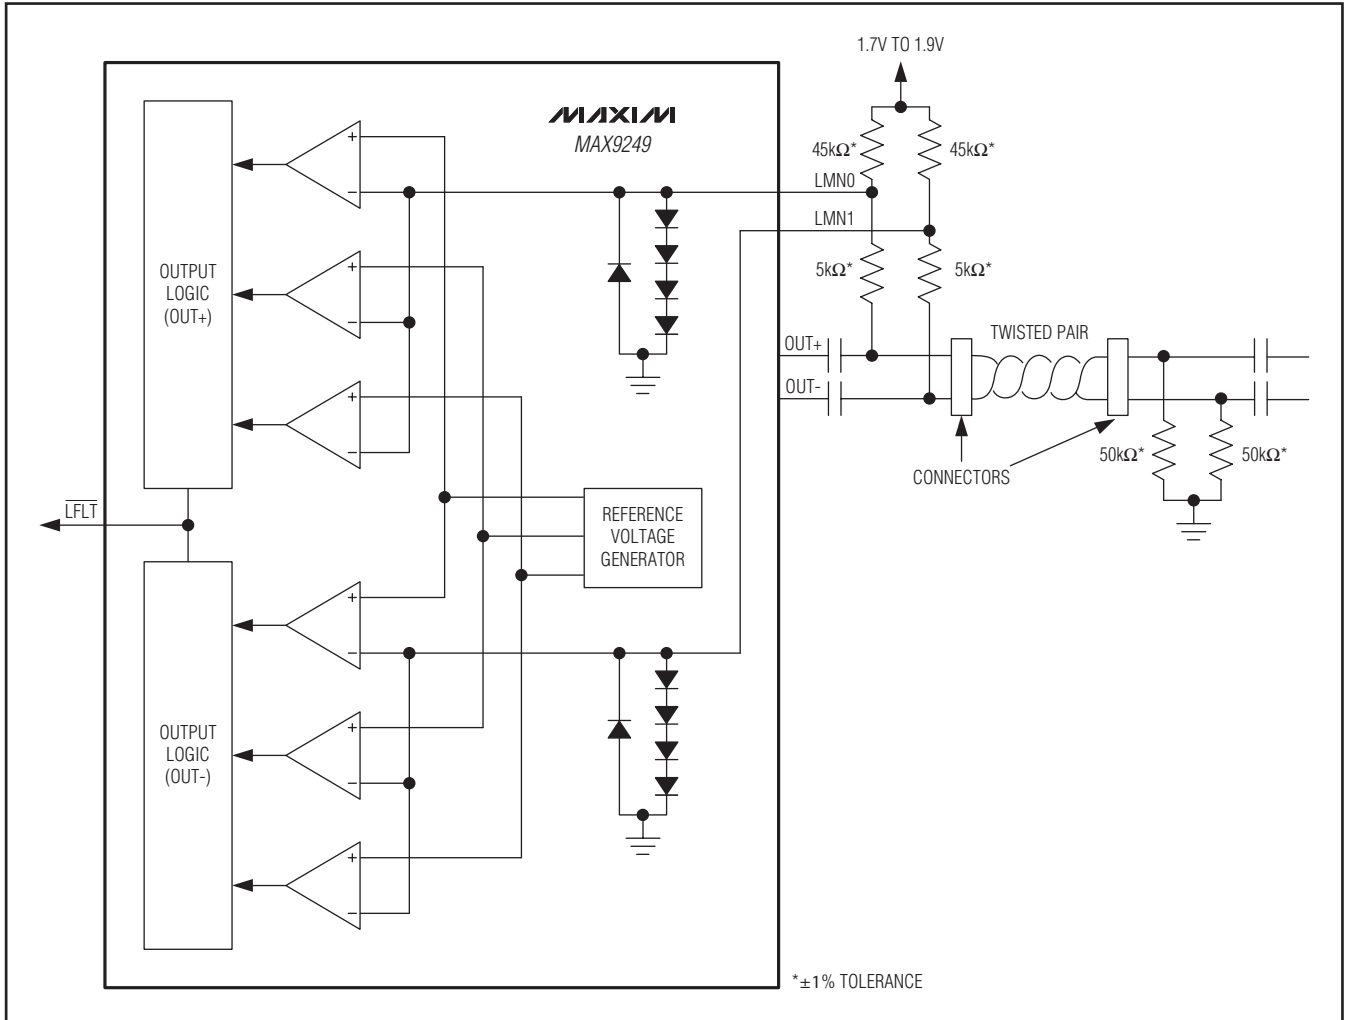 1.7V TO 1.9V
MAXIM
MAX9249
45kΩ*
45kΩ*
LMN0
LMN1
5kΩ*
5kΩ*
OUTPUT
LOGIC
(OUT+)
+
−
+
−
+
−
OUT+
OUT-
TWISTED PAIR
CONNECTORS
50kΩ*
50kΩ*
LFLT
REFERENCE
VOLTAGE
GENERATOR
OUTPUT
LOGIC
(OUT-)
+
−
+
−
+
−
*±1% TOLERANCE